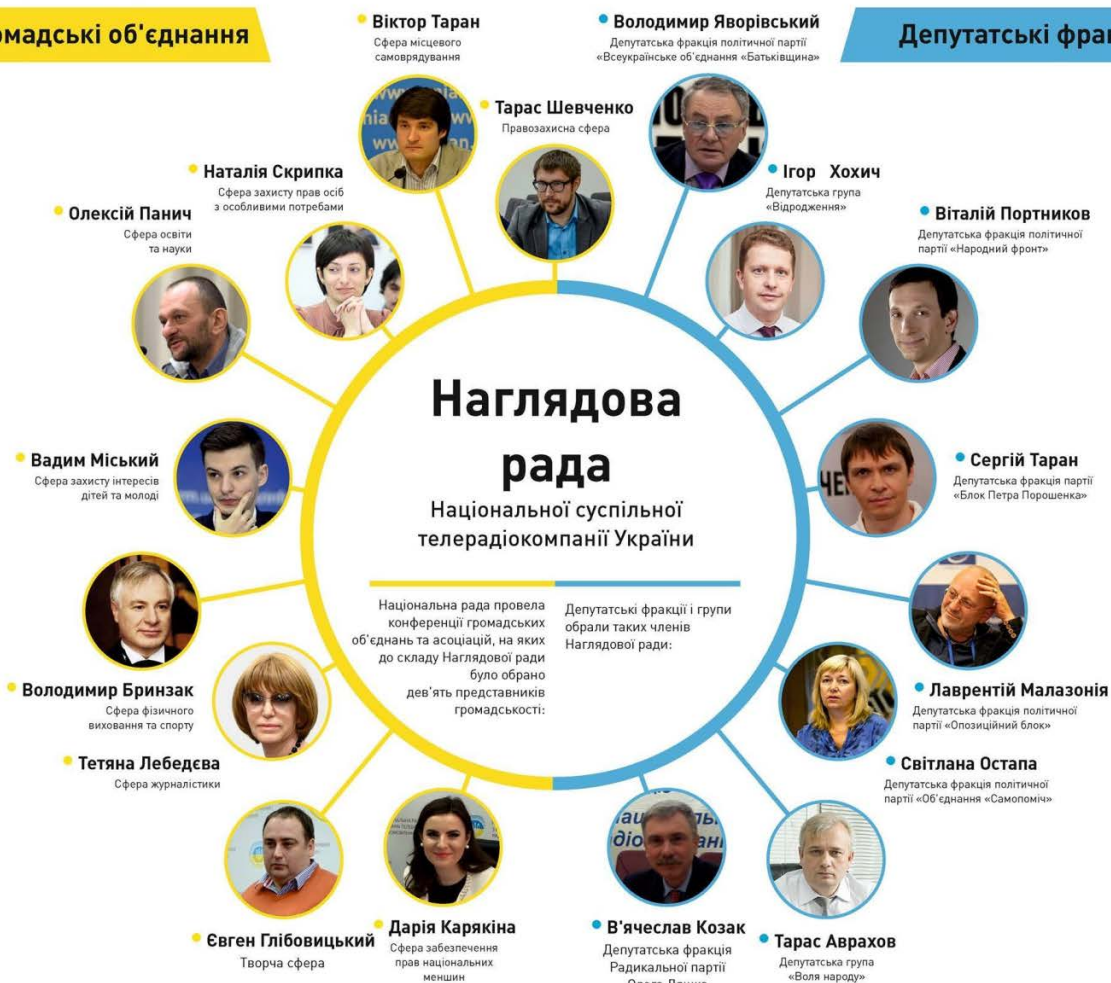 омадські об'єднання
Депутатські фрак
Віктор Таран
Сфера місцевого
самоврядування
Володимир Яворівський
Депутатська фракція політичної партії
«Всеукраїнське об'єднання «Батьківщина»
Тарас Шевченко
Правозахисна сфера
Наталія Скрипка
Сфера захисту прав осіб
з особливими потребами
Ігор Хохич
Депутатська група
«Відродження»
Олексій Панич
Сфера освіти
та науки
Віталій Портников
Депутатська фракція політичної
партії «Народний фронт»
Наглядова
рада
Національної суспільної
телерадіокомпанії України
Вадим Міський
Сфера захисту інтересів
дітей та молоді
Сергій Таран
Депутатська фракція партії
«Блок Петра Порошенка»
Національна рада провела
конференції громадських
об'єднань та асоціацій, на яких
до складу Наглядової ради
було обрано
дев'ять представників
громадськості:
Депутатські фракції і групи
обрали таких членів
Наглядової ради:
Володимир Бринзак
Сфера фізичного
виховання та спорту
Лаврентій Малазонія
Депутатська фракція політичної
партії «Опозиційний блок»
Тетяна Лебедєва
Сфера журналістики
Світлана Остапа
Депутатська фракція політичної
партії «Об'єднання «Самопоміч»
Євген Глібовицький
Творча сфера
Дарія Карякіна
Сфера забезпечення
прав національних
меншин
В'ячеслав Козак
Депутатська фракція
Радикальної партії
Тарас Аврахов
Депутатська група
«Воля народу»